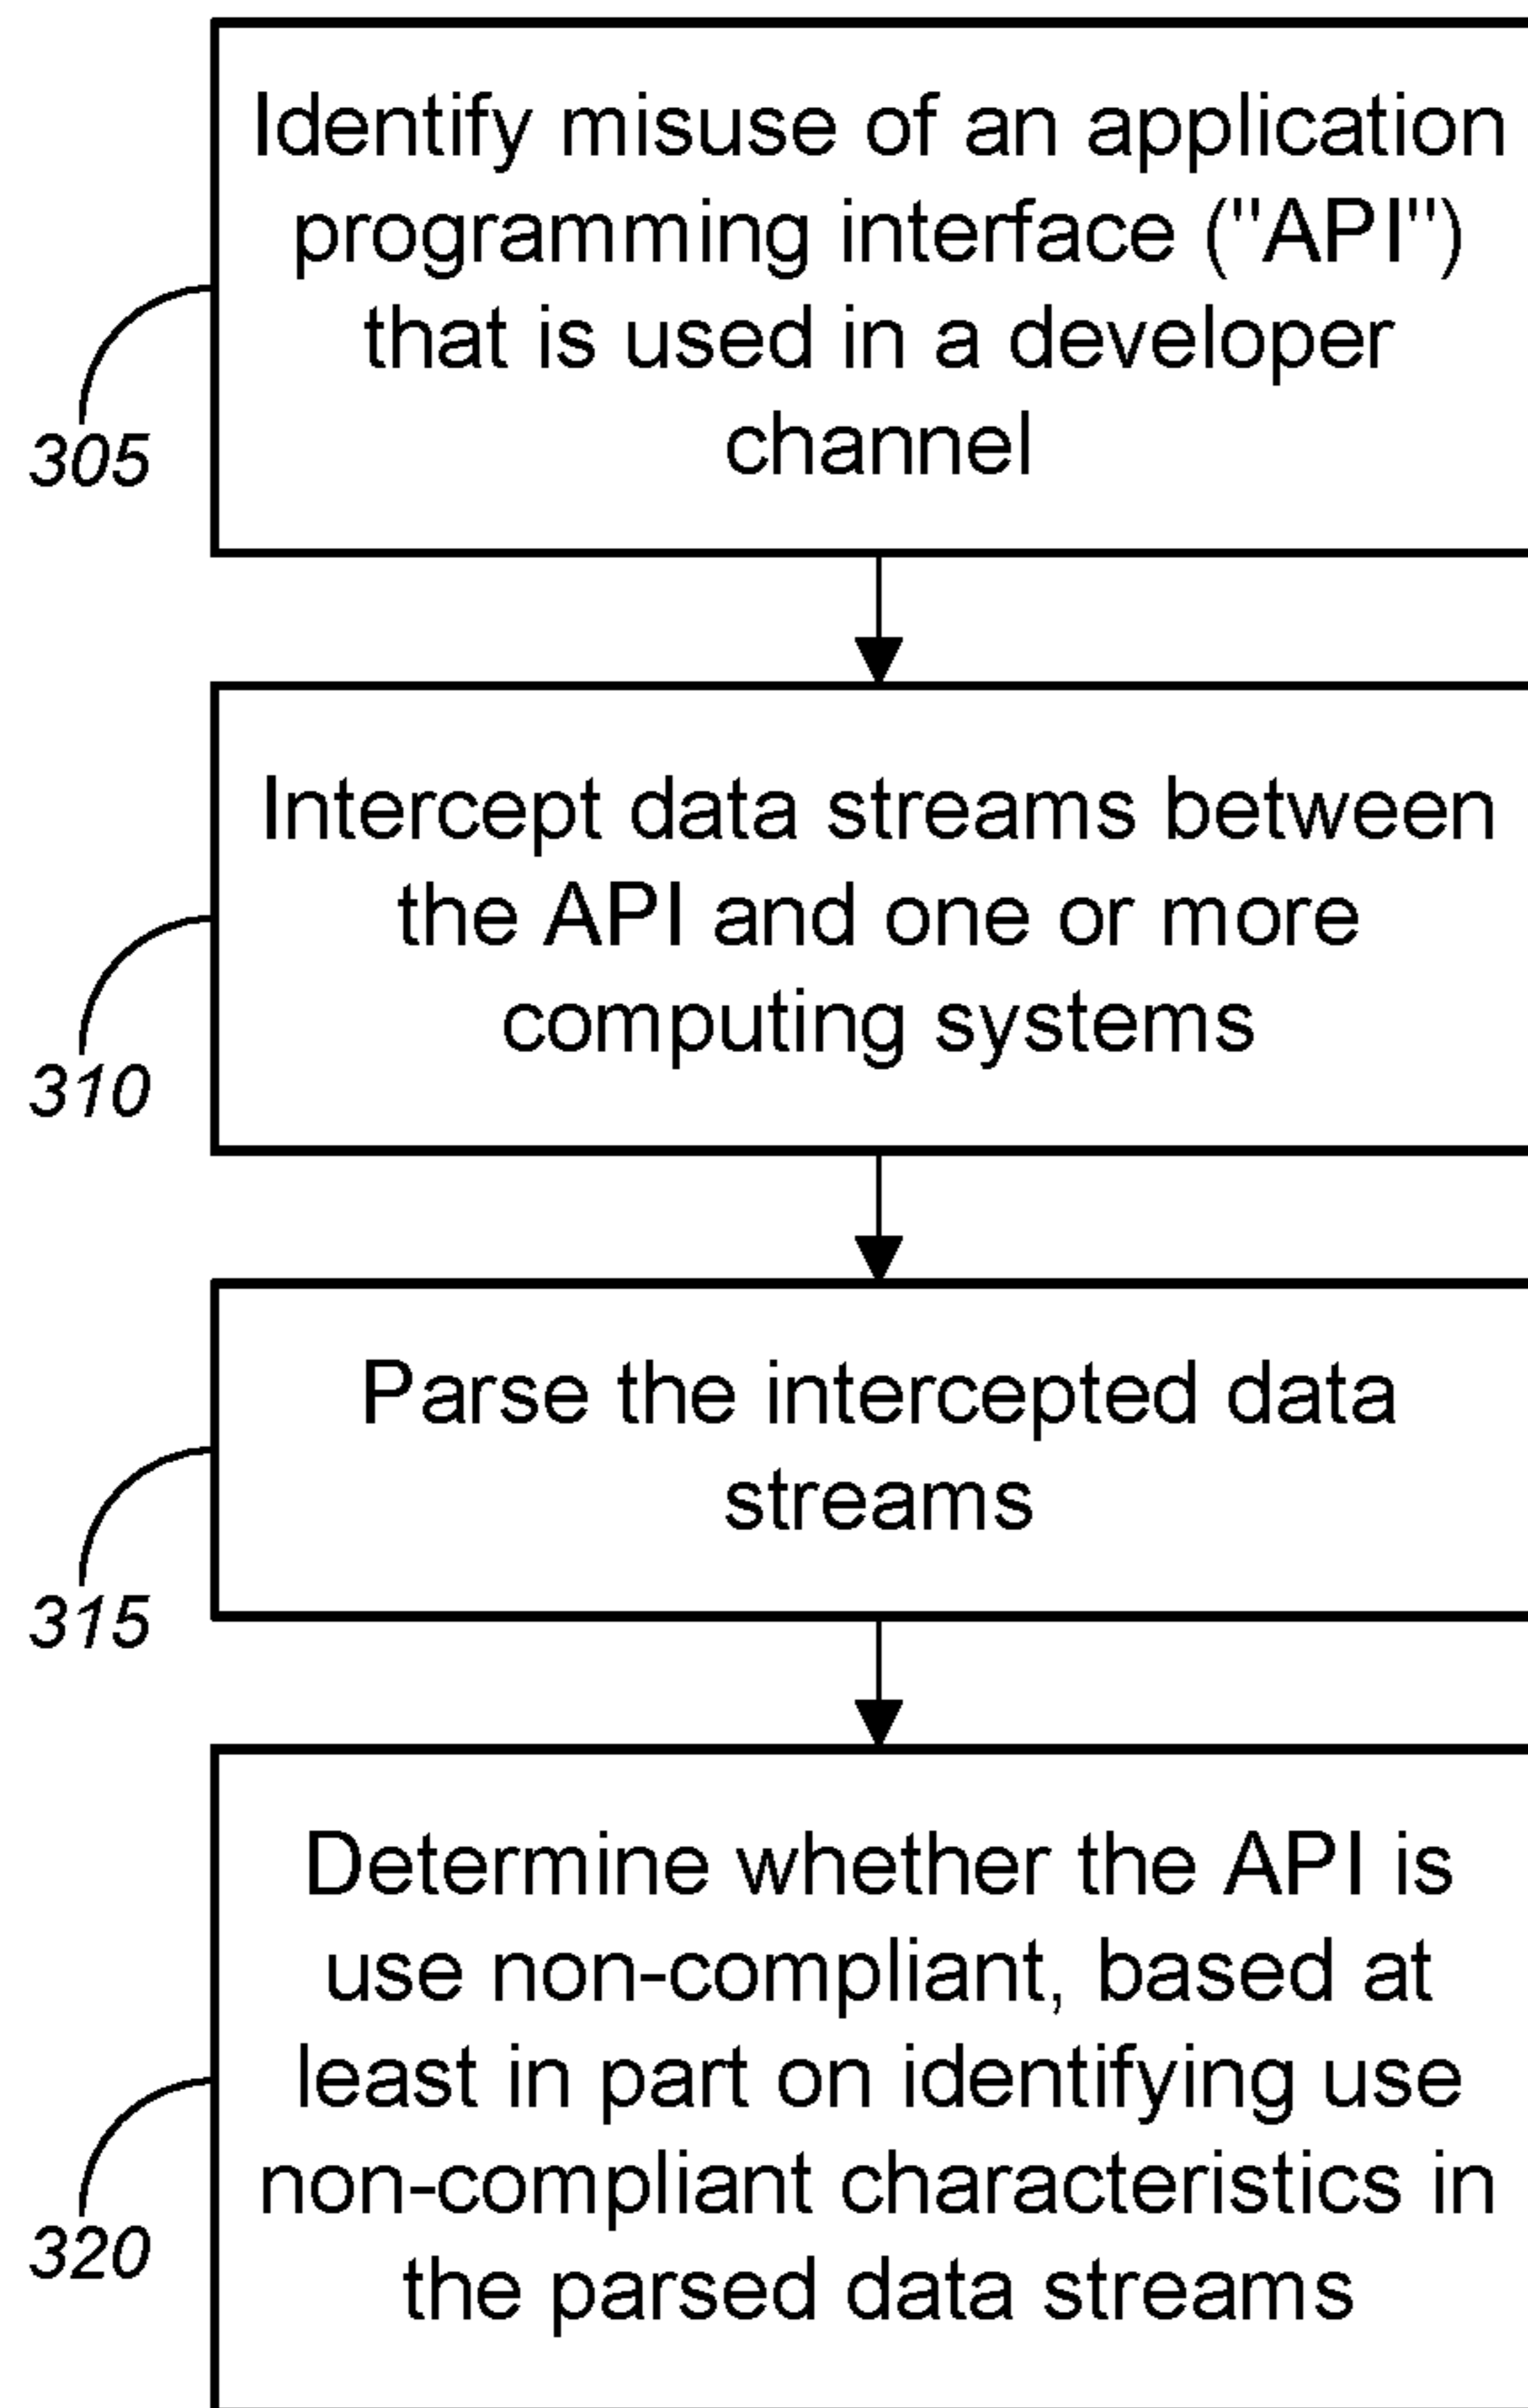 Identify misuse of an application
programming interface ("API")
that is used in a developer
channel
305
Intercept data streams between
the API and one or more
computing systems
310
Parse the intercepted data
streams
315
Determine whether the API is
use non-compliant, based at
least in part on identifying use
non-compliant characteristics in
the parsed data streams
320